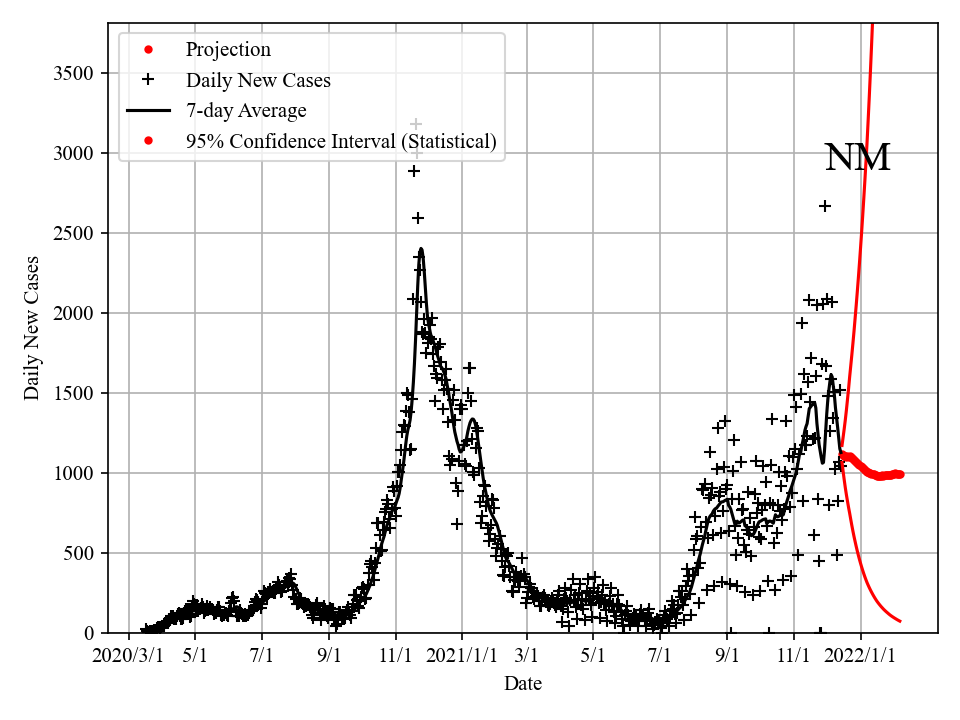 Projection
Daily New Cases
7-day Average
95% Confidence Interval (Statistical)
NM
Daily New Cases
3500
3000
2500
2000
1500
1000
500
0
2020/3/1 5/1 7/1 9/1 11/1 2021/1/1 3/1 5/1 7/1 9/1 11/1 2022/1/1
Date